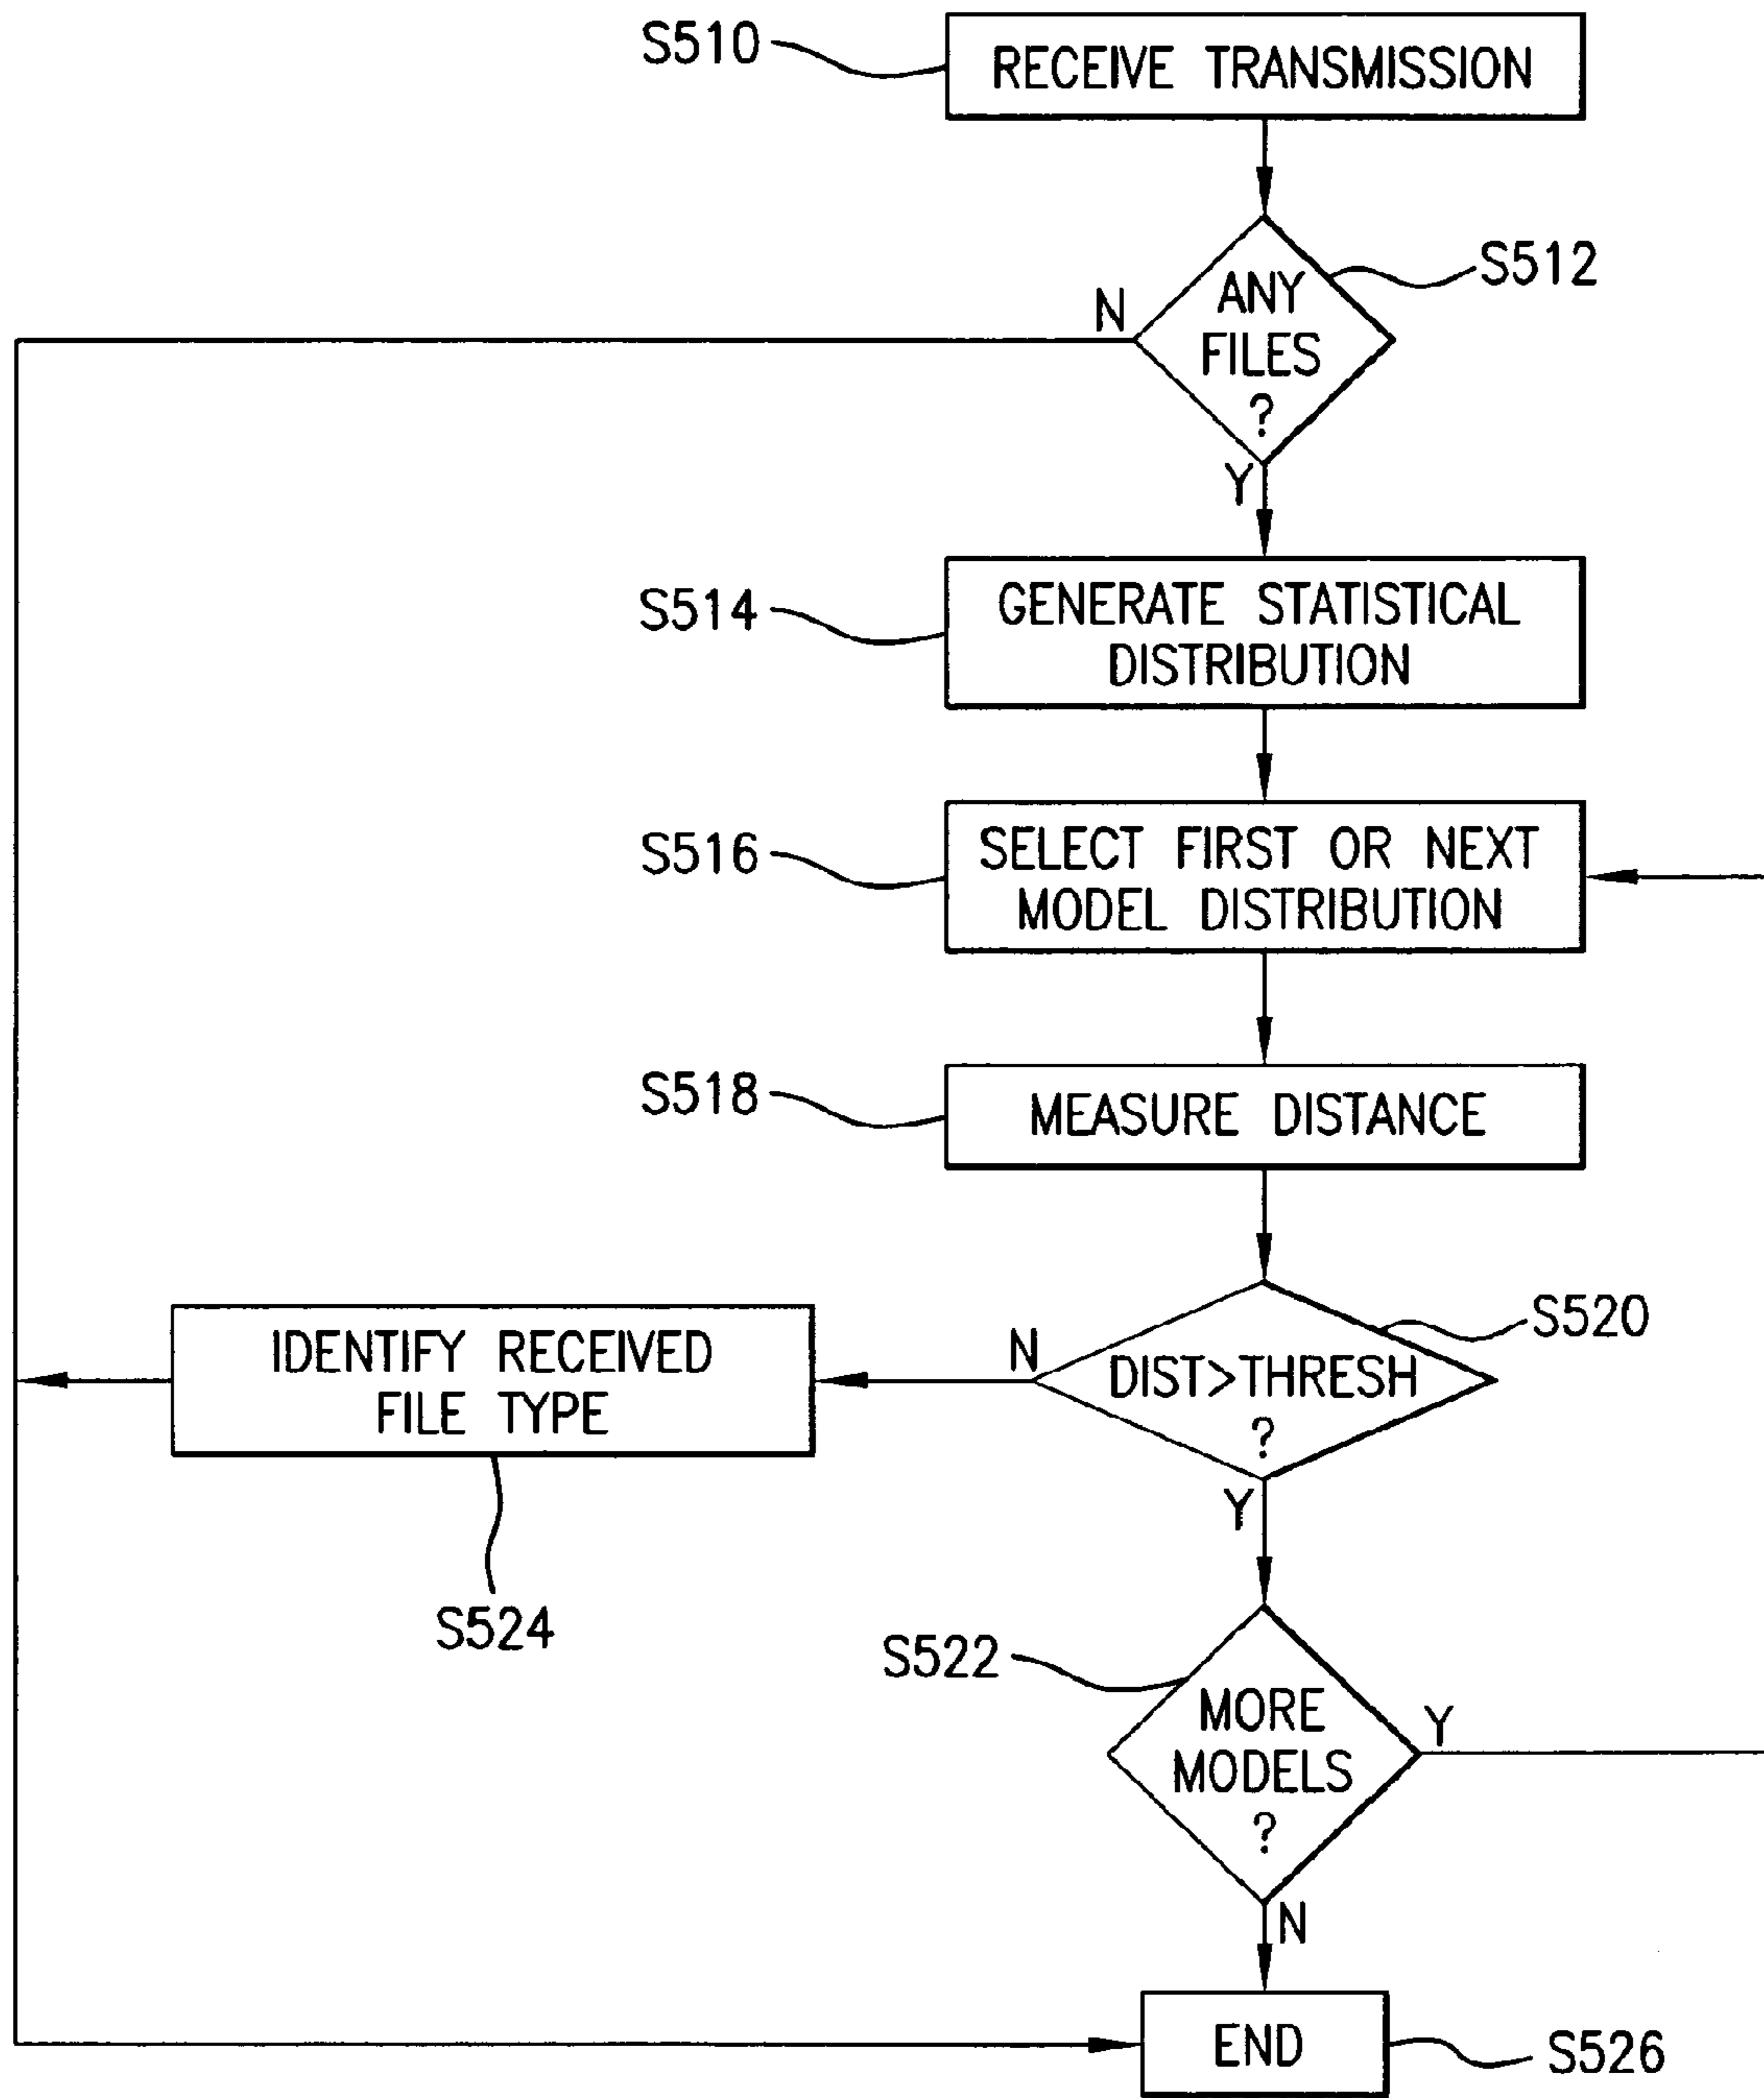 S510
RECEIVE TRANSMISSION
S512
ANY
FILES
?
N
Y
S514
GENERATE STATISTICAL
DISTRIBUTION
S516
SELECT FIRST OR NEXT
MODEL DISTRIBUTION
S518
MEASURE DISTANCE
S520
DIST>THRESH
?
N
Y
IDENTIFY RECEIVED
FILE TYPE
S524
S522
MORE
MODELS
?
Y
N
END
S526